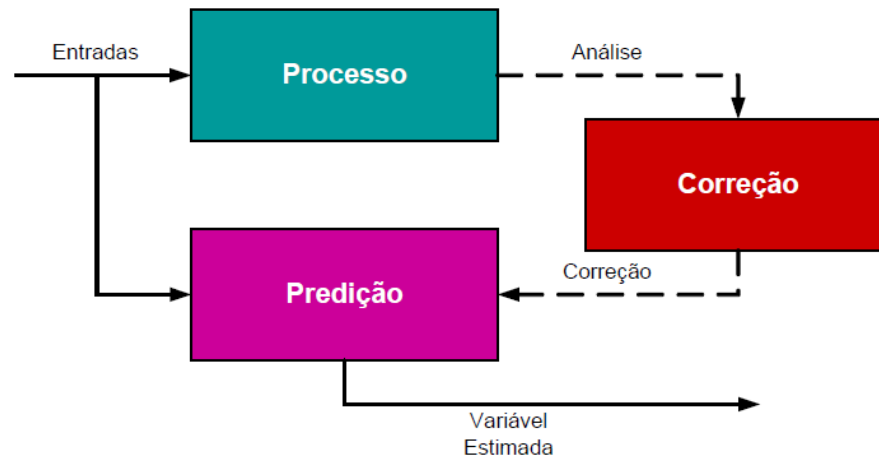 Entradas
Processo
Análise
Correção
Predição
Correção
Variável
Estimada